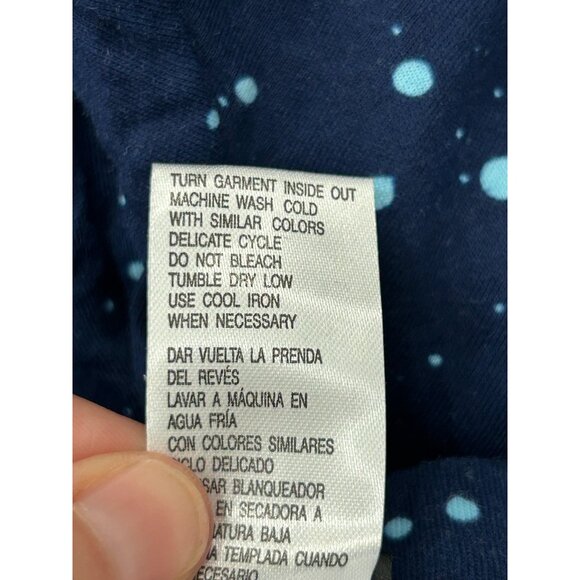 TURN GARMENT INSIDE OUT
MACHINE WASH COLD
WITH SIMILAR COLORS
DELICATE CYCLE
DO NOT BLEACH
TUMBLE DRY LOW
USE COOL IRON
WHEN NECESSARY
DAR VUELTA LA PRENDA
DEL REVÉS
LAVAR A MÁQUINA EN
AGUA FRÍA
CON COLORES SIMILARES
DELICADO
BLANQUEADOR
EN SECADORA A
BAJA
TEMPLADA CUANDO